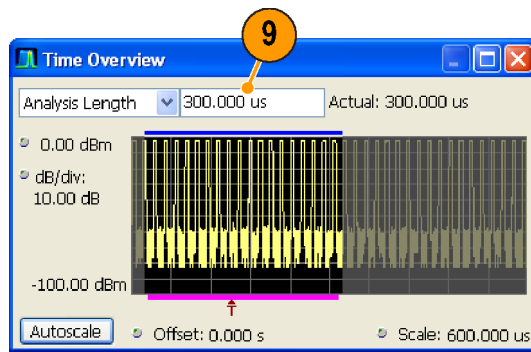 9
Time Overview
Analysis Length 300.000 us Actual: 300.000 us
0.00 dBm
dB/div:
10.00 dB
-100.00 dBm
T
Autoscale Offset: 0.000 s Scale: 600.000 us